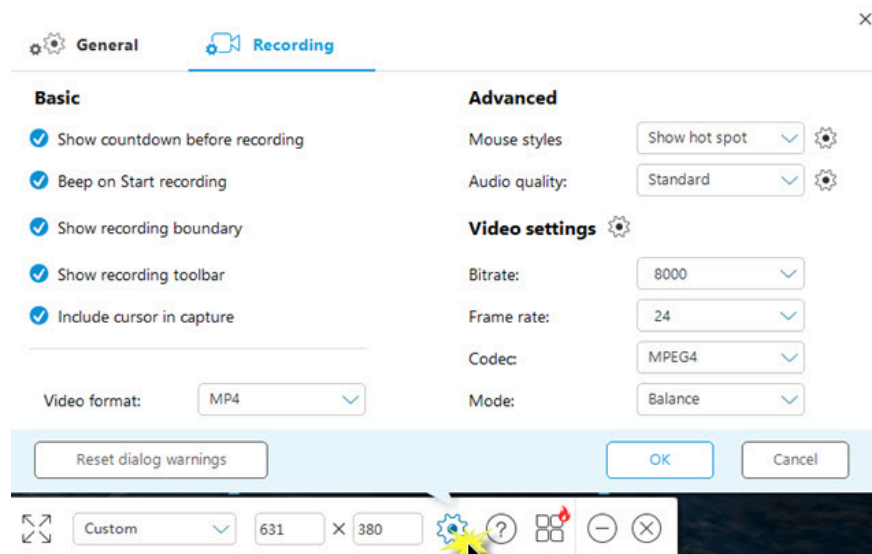 General
Recording
Basic
Show countdown before recording
Beep on Start recording
Show recording boundary
Show recording toolbar
Include cursor in capture
Video format: MP4
Advanced
Mouse styles Show hot spot
Audio quality: Standard
Video settings
Bitrate: 8000
Frame rate: 24
Codec: MPEG4
Mode: Balance
Reset dialog warnings OK Cancel
Custom 631 X 380 ?